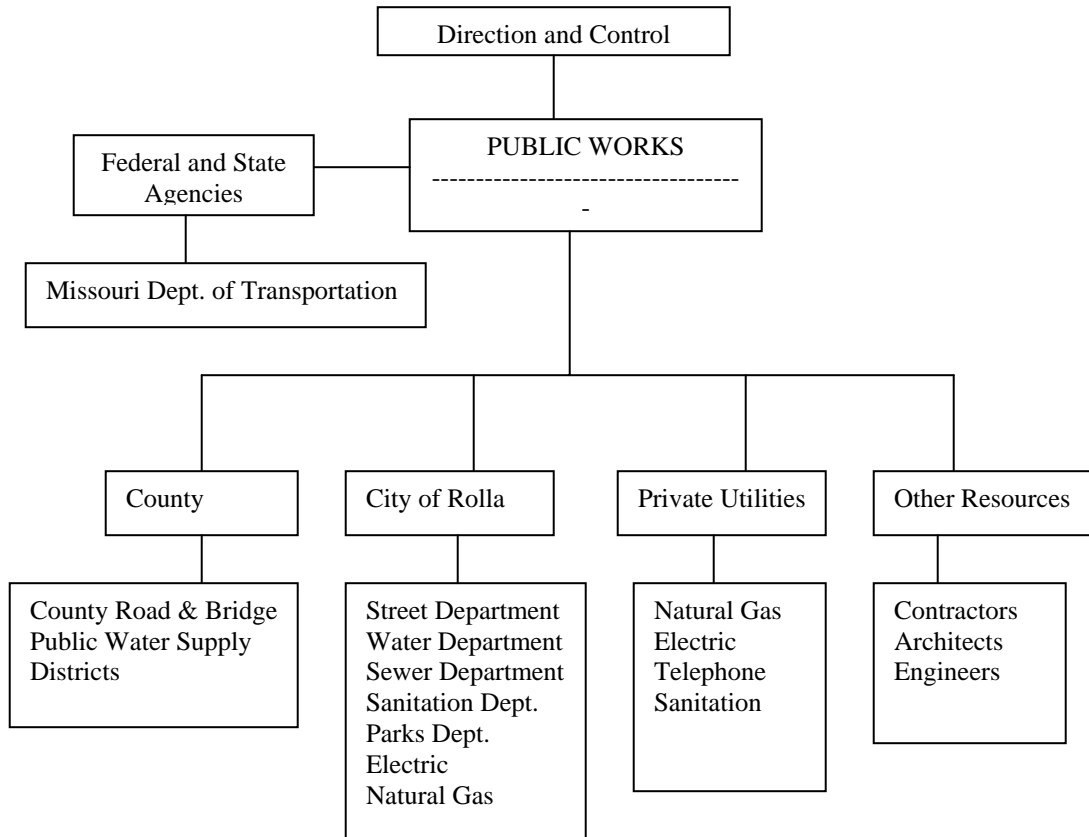 Direction and Control
PUBLIC WORKS
-----------------------------------
-
Federal and State
Agencies
Missouri Dept. of Transportation
County
City of Rolla
Private Utilities
Other Resources
County Road & Bridge
Public Water Supply
Districts
Street Department
Water Department
Sewer Department
Sanitation Dept.
Parks Dept.
Electric
Natural Gas
Natural Gas
Electric
Telephone
Sanitation
Contractors
Architects
Engineers